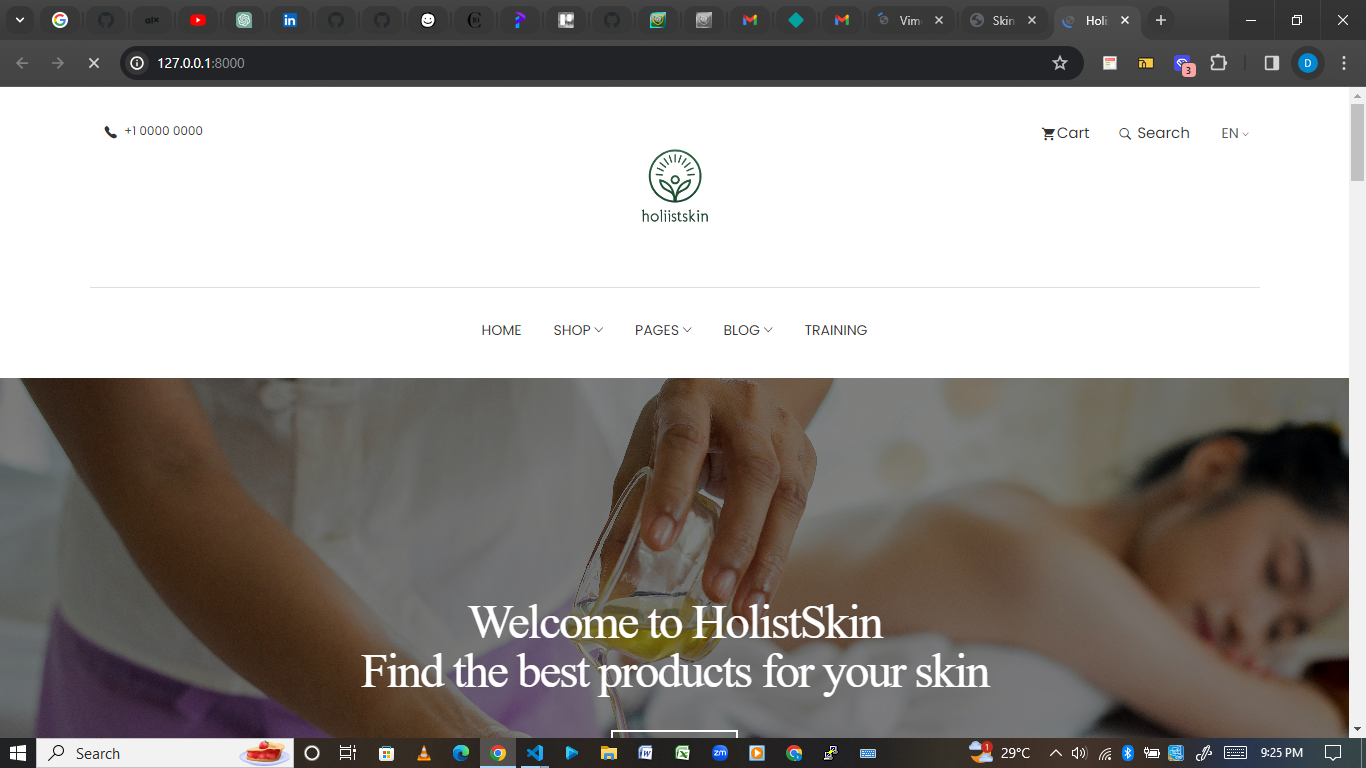 Vim
Skin
Holi
127.0.0.1:8000
3
D
+1 0000 0000
Cart
Search
EN
holiistskin
HOME
SHOP
PAGES
BLOG
TRAINING
Welcome to HolistSkin
Find the best products for your skin
Search
zm
1
29°C
9:25 PM